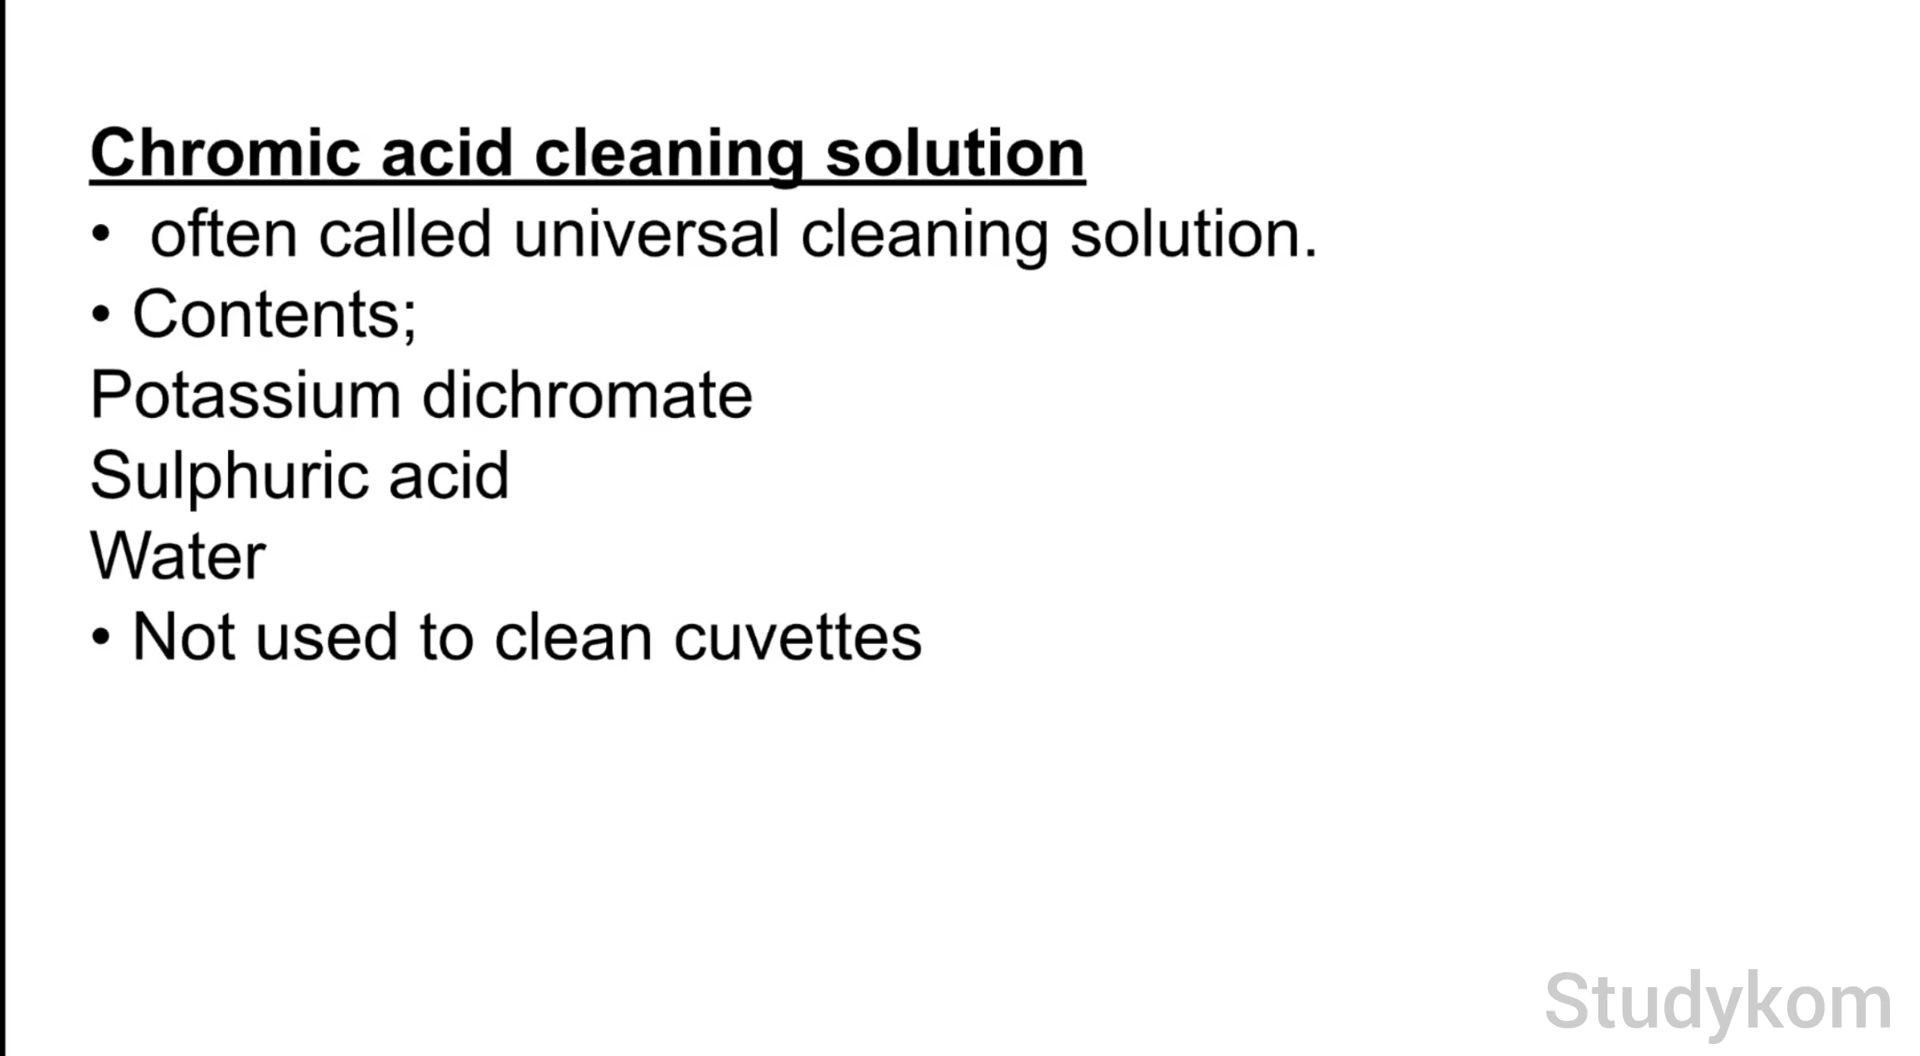 Chromic acid cleaning solution
• often called universal cleaning solution.
• Contents;
Potassium dichromate
Sulphuric acid
Water
• Not used to clean cuvettes
Studykom